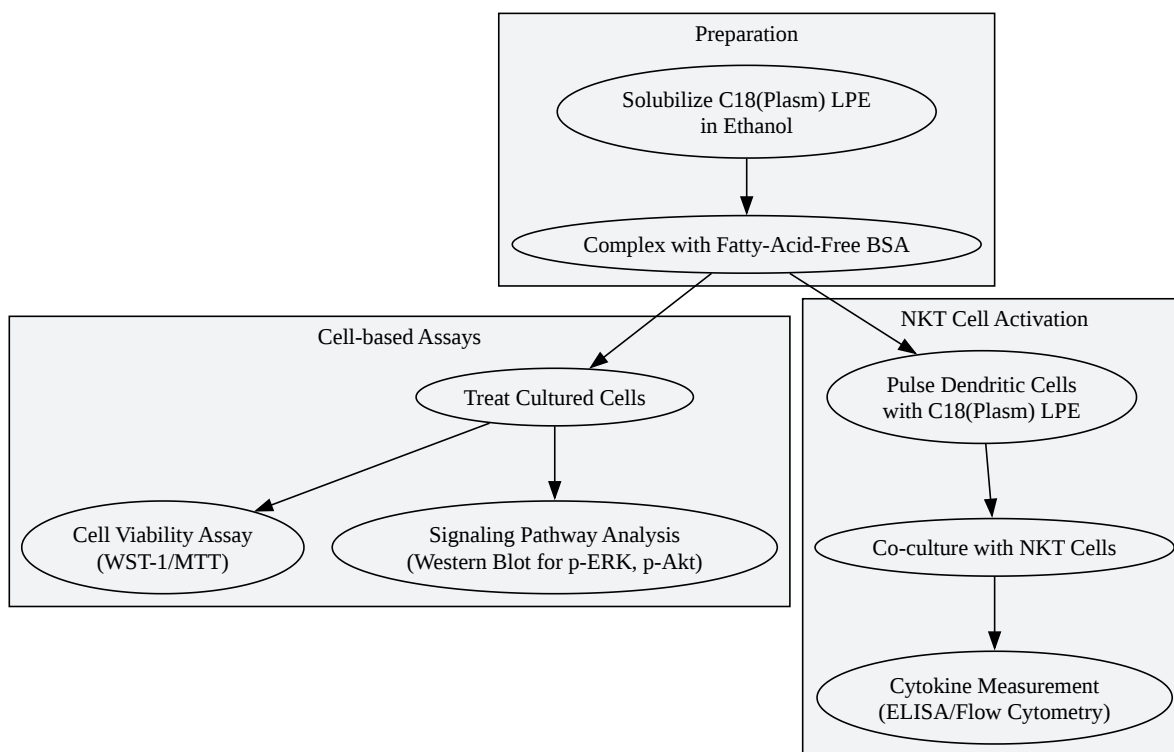 Preparation
Solubilize C18(Plasm) LPE
in Ethanol
Complex with Fatty-Acid-Free BSA
Cell-based Assays
Treat Cultured Cells
Cell Viability Assay
(WST-1/MTT)
Signaling Pathway Analysis
(Western Blot for p-ERK, p-Akt)
NKT Cell Activation
Pulse Dendritic Cells
with C18(Plasm) LPE
Co-culture with NKT Cells
Cytokine Measurement
(ELISA/Flow Cytometry)